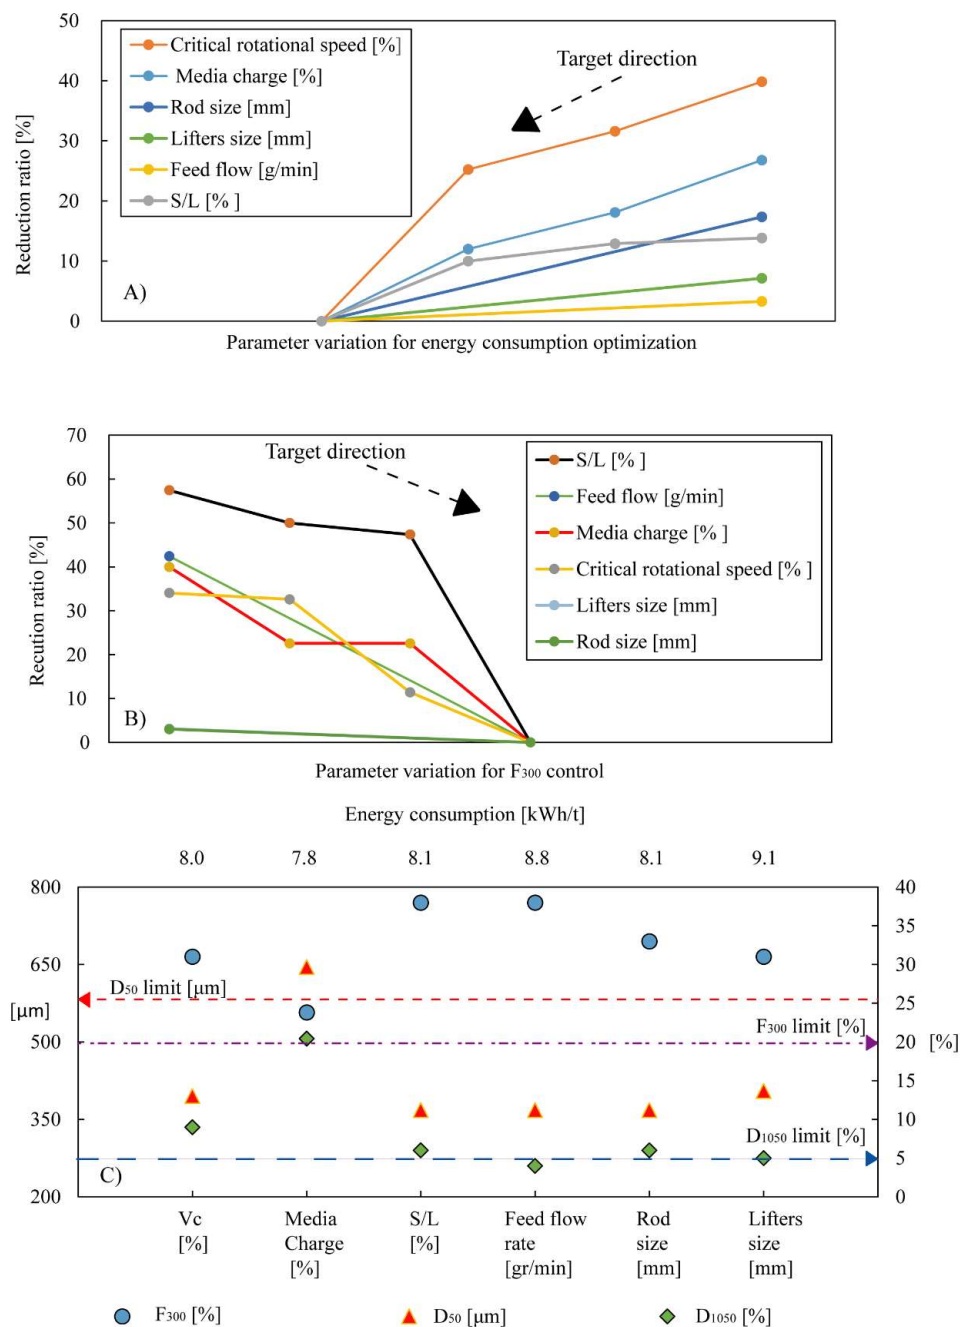 50
40
30
20
10
0
Reduction ratio [%]
Critical rotational speed [%]
Media charge [%]
Rod size [mm]
Lifters size [mm]
Feed flow [g/min]
S/L [% ]
Target direction
A)
Parameter variation for energy consumption optimization
70
60
50
40
30
20
10
0
Recution ratio [%]
Target direction
S/L [% ]
Feed flow [g/min]
Media charge [% ]
Critical rotational speed [% ]
Lifters size [mm]
Rod size [mm]
B)
Parameter variation for F300 control
Energy consumption [kWh/t]
8.0 7.8 8.1 8.8 8.1 9.1
800
650
500
350
200
[µm]
40
35
30
25
20
15
10
5
0
[%]
D50 limit [µm]
F300 limit [%]
D1050 limit [%]
C)
Vc
[%]
Media
Charge
[%]
S/L
[%]
Feed flow
rate
[gr/min]
Rod
size
[mm]
Lifters
size
[mm]
F300 [%] D50 [µm] D1050 [%]